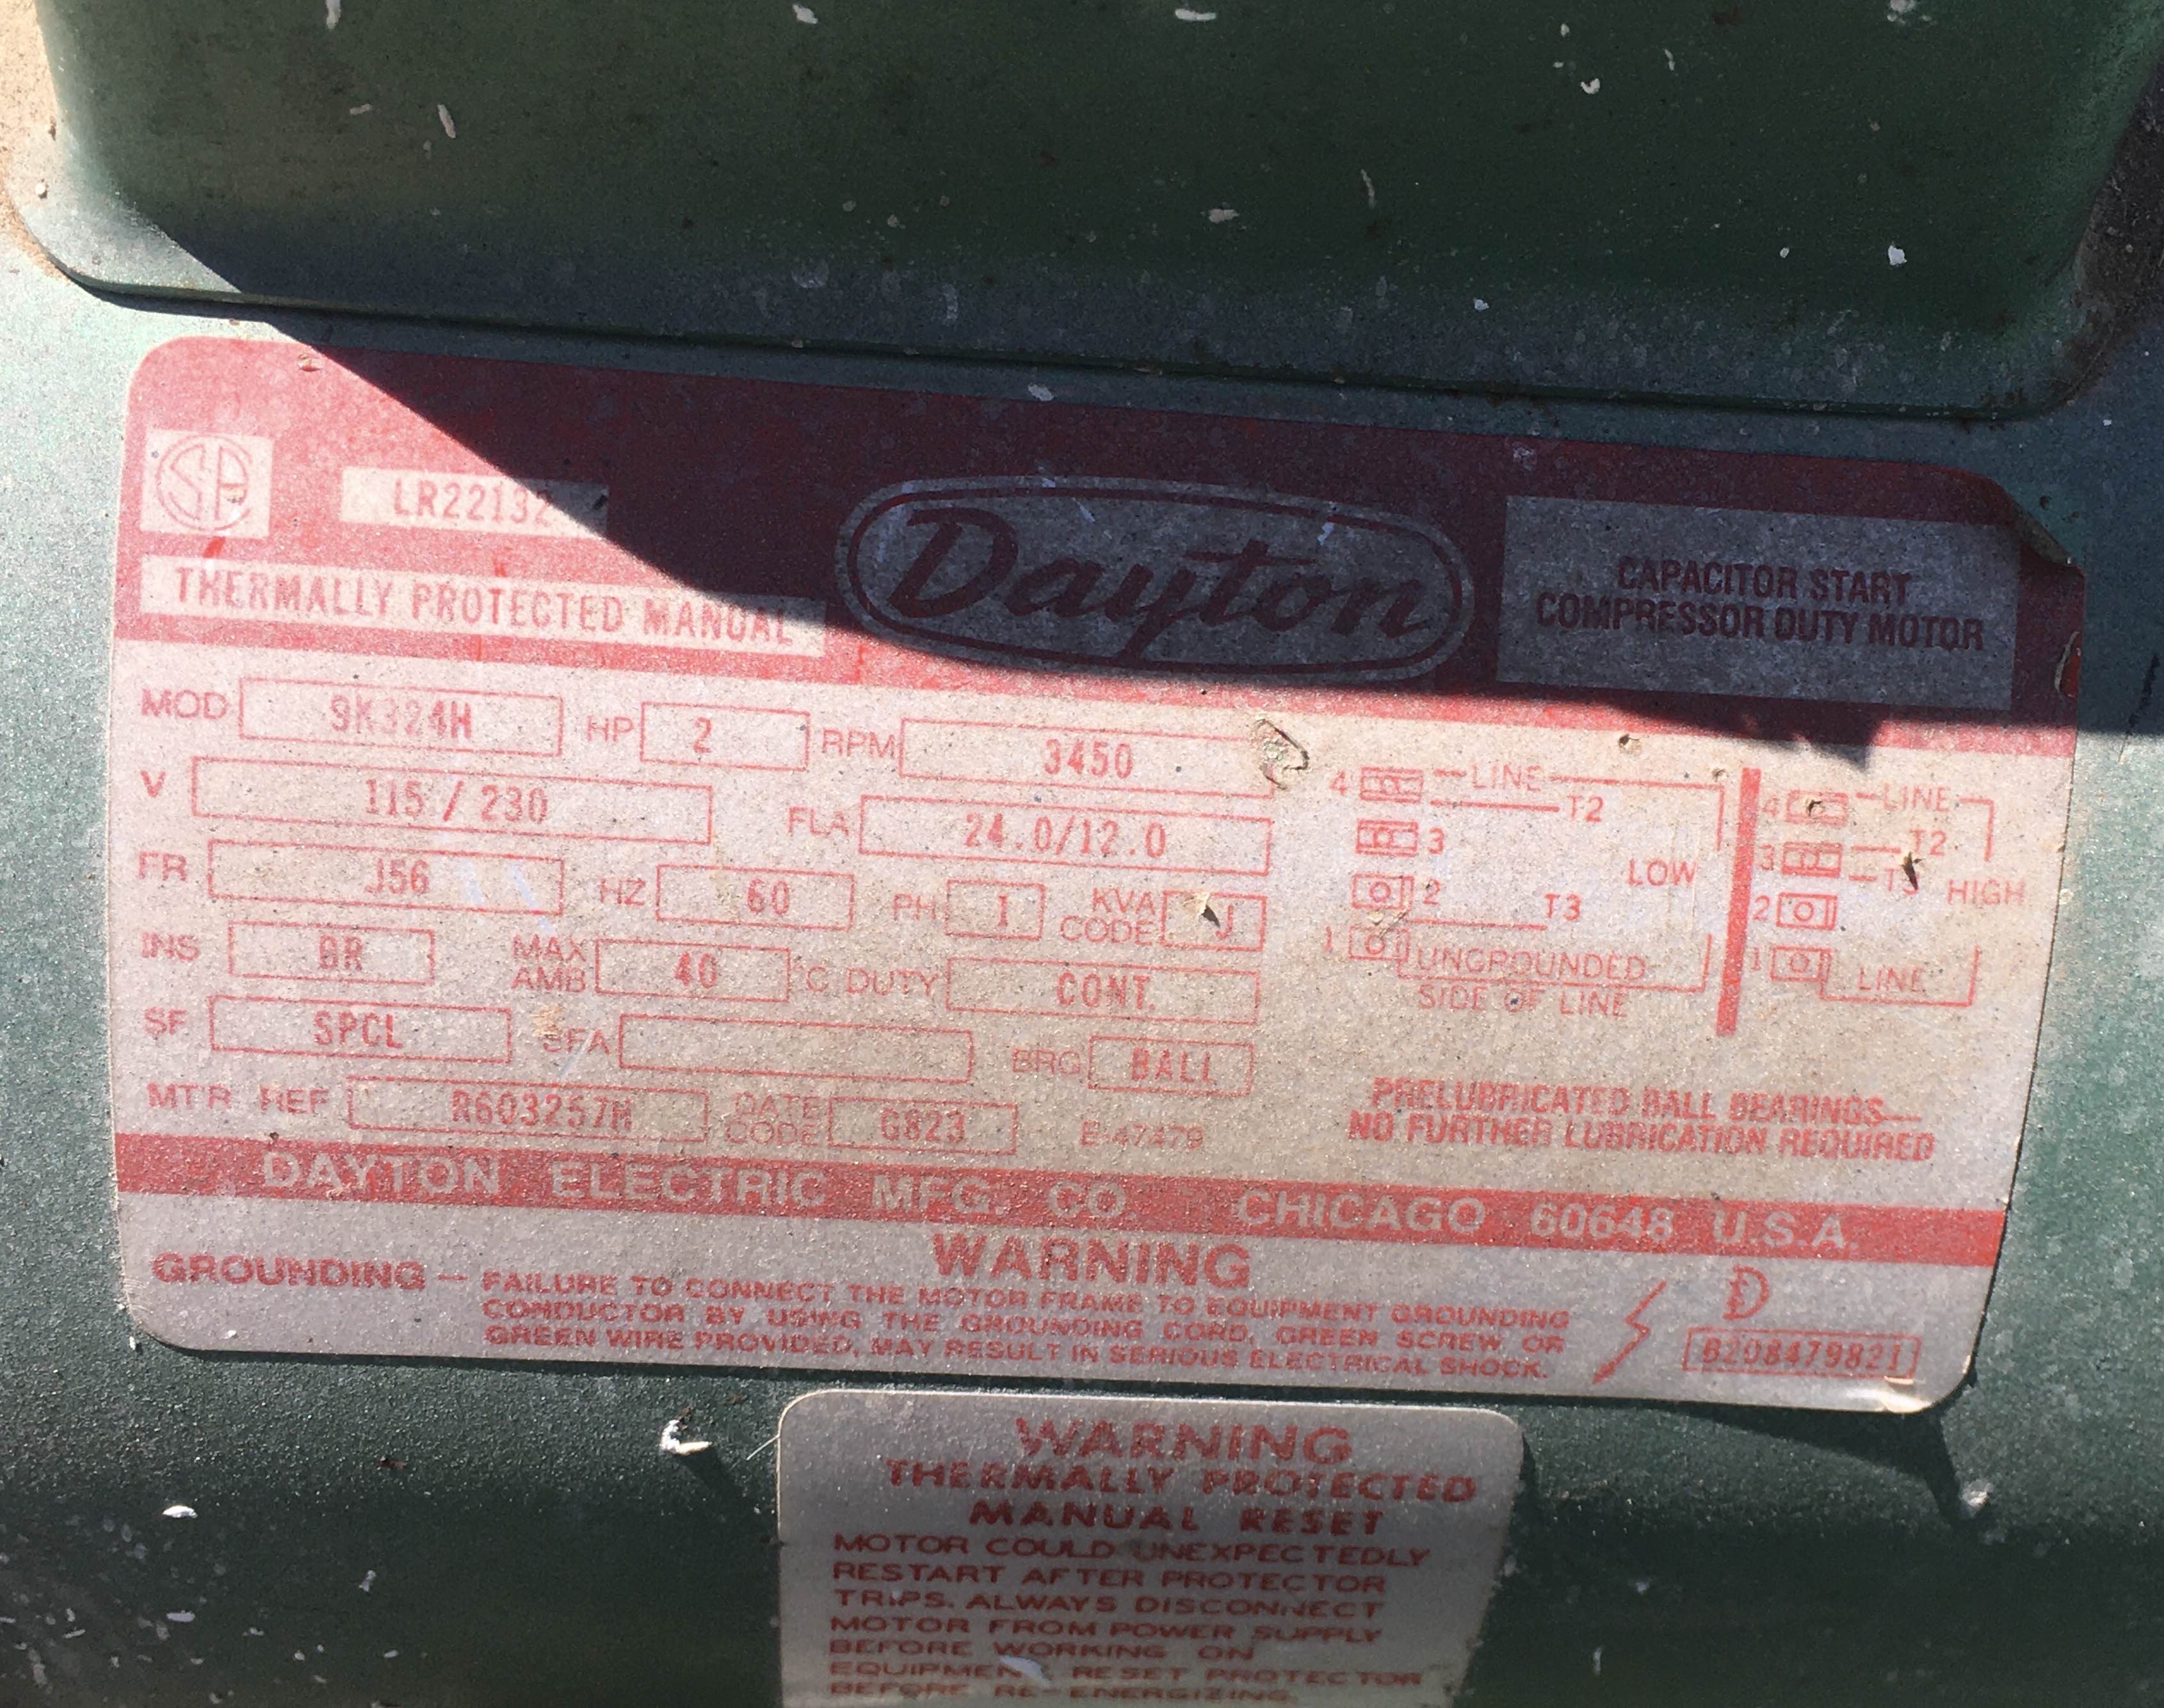 SA
LR22132
THERMALLY PROTECTED MANUAL
Dayton
CAPACITOR START
COMPRESSOR DUTY MOTOR
MOD 9K324H HP 2 RPM 3450
V 115 / 230 FLA 24.0/12.0
FR J56 HZ 60 PH 1 KVA CODE J
INS BR MAX AMB 40 °C DUTY CONT.
SF SPCL SFA BRG BALL
MTR REF R603257H DATE CODE G823 E-47479
4 LINE
T2
3
LOW
2 T3
1 UNGROUNDED
SIDE OF LINE
4 LINE
T2
3 T3 HIGH
2
1 LINE
PRELUBRICATED BALL BEARINGS—
NO FURTHER LUBRICATION REQUIRED
DAYTON ELECTRIC MFG. CO. CHICAGO 60648 U.S.A.
WARNING
GROUNDING — FAILURE TO CONNECT THE MOTOR FRAME TO EQUIPMENT GROUNDING
CONDUCTOR BY USING THE GROUNDING CORD, GREEN SCREW OR
GREEN WIRE PROVIDED, MAY RESULT IN SERIOUS ELECTRICAL SHOCK.
D
B208479821
WARNING
THERMALLY PROTECTED
MANUAL RESET
MOTOR COULD UNEXPECTEDLY
RESTART AFTER PROTECTOR
TRIPS. ALWAYS DISCONNECT
MOTOR FROM POWER SUPPLY
BEFORE WORKING ON
EQUIPMENT. RESET PROTECTOR
BEFORE RE-ENERGIZING.